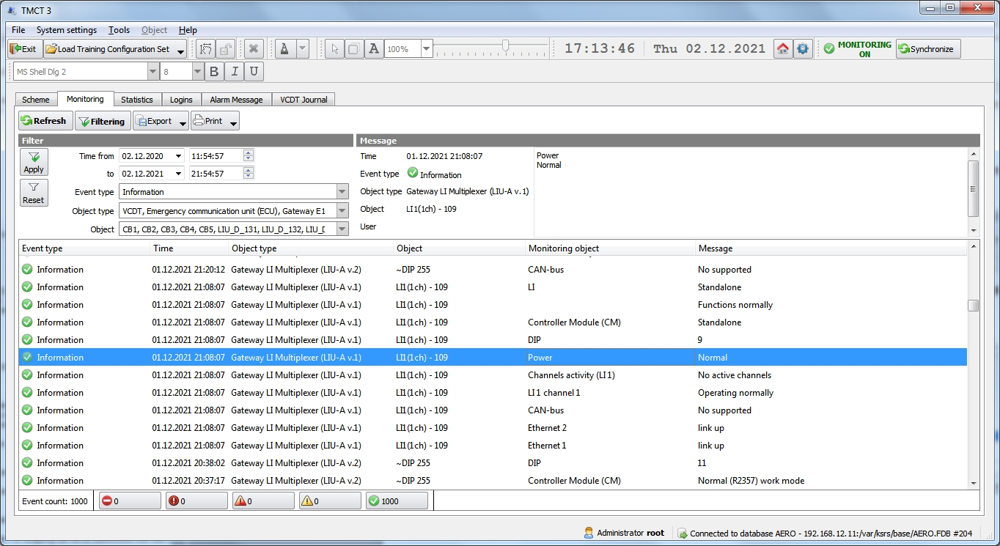 TMCT 3
File System settings Tools Object Help
Exit Load Training Configuration Set A 100% 17:13:46 Thu 02.12.2021 MONITORING ON Synchronize
MS Shell Dlg 2 8 B I U
Scheme Monitoring Statistics Logins Alarm Message VCDT Journal
Refresh Filtering Export Print
Filter
Apply
Reset
Time from 02.12.2020 11:54:57
to 02.12.2021 21:54:57
Event type Information
Object type VCDT, Emergency communication unit (ECU), Gateway E1
Object CB1, CB2, CB3, CB4, CB5, LIU_D_131, LIU_D_132, LIU_D
Message
Time 01.12.2021 21:08:07
Event type Information
Object type Gateway LI Multiplexer (LIU-A v.1)
Object LI1(1ch) - 109
User
Power
Normal
Event type Time Object type Object Monitoring object Message
Information 01.12.2021 21:20:12 Gateway LI Multiplexer (LIU-A v.2) ~DIP 255 CAN-bus No supported
Information 01.12.2021 21:08:07 Gateway LI Multiplexer (LIU-A v.1) LI1(1ch) - 109 LI Standalone
Information 01.12.2021 21:08:07 Gateway LI Multiplexer (LIU-A v.1) LI1(1ch) - 109 Functions normally
Information 01.12.2021 21:08:07 Gateway LI Multiplexer (LIU-A v.1) LI1(1ch) - 109 Controller Module (CM) Standalone
Information 01.12.2021 21:08:07 Gateway LI Multiplexer (LIU-A v.1) LI1(1ch) - 109 DIP 9
Information 01.12.2021 21:08:07 Gateway LI Multiplexer (LIU-A v.1) LI1(1ch) - 109 Power Normal
Information 01.12.2021 21:08:07 Gateway LI Multiplexer (LIU-A v.1) LI1(1ch) - 109 Channels activity (LI1) No active channels
Information 01.12.2021 21:08:07 Gateway LI Multiplexer (LIU-A v.1) LI1(1ch) - 109 LI1 channel 1 Operating normally
Information 01.12.2021 21:08:07 Gateway LI Multiplexer (LIU-A v.1) LI1(1ch) - 109 CAN-bus No supported
Information 01.12.2021 21:08:07 Gateway LI Multiplexer (LIU-A v.1) LI1(1ch) - 109 Ethernet 2 link up
Information 01.12.2021 21:08:07 Gateway LI Multiplexer (LIU-A v.1) LI1(1ch) - 109 Ethernet 1 link up
Information 01.12.2021 20:38:02 Gateway LI Multiplexer (LIU-A v.2) ~DIP 255 DIP 11
Information 01.12.2021 20:37:17 Gateway LI Multiplexer (LIU-A v.2) ~DIP 255 Controller Module (CM) Normal (R2357) work mode
Event count: 1000 0 0 0 0 1000
Administrator root Connected to database AERO - 192.168.12.11:/var/ksrs/base/AERO.FDB #204